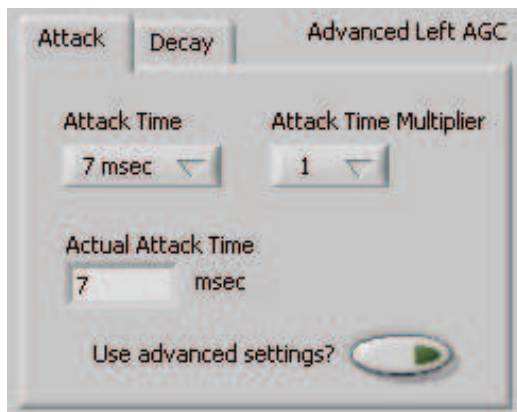 Attack Decay Advanced Left AGC
Attack Time Attack Time Multiplier
7 msec 1
Actual Attack Time
7 msec
Use advanced settings?